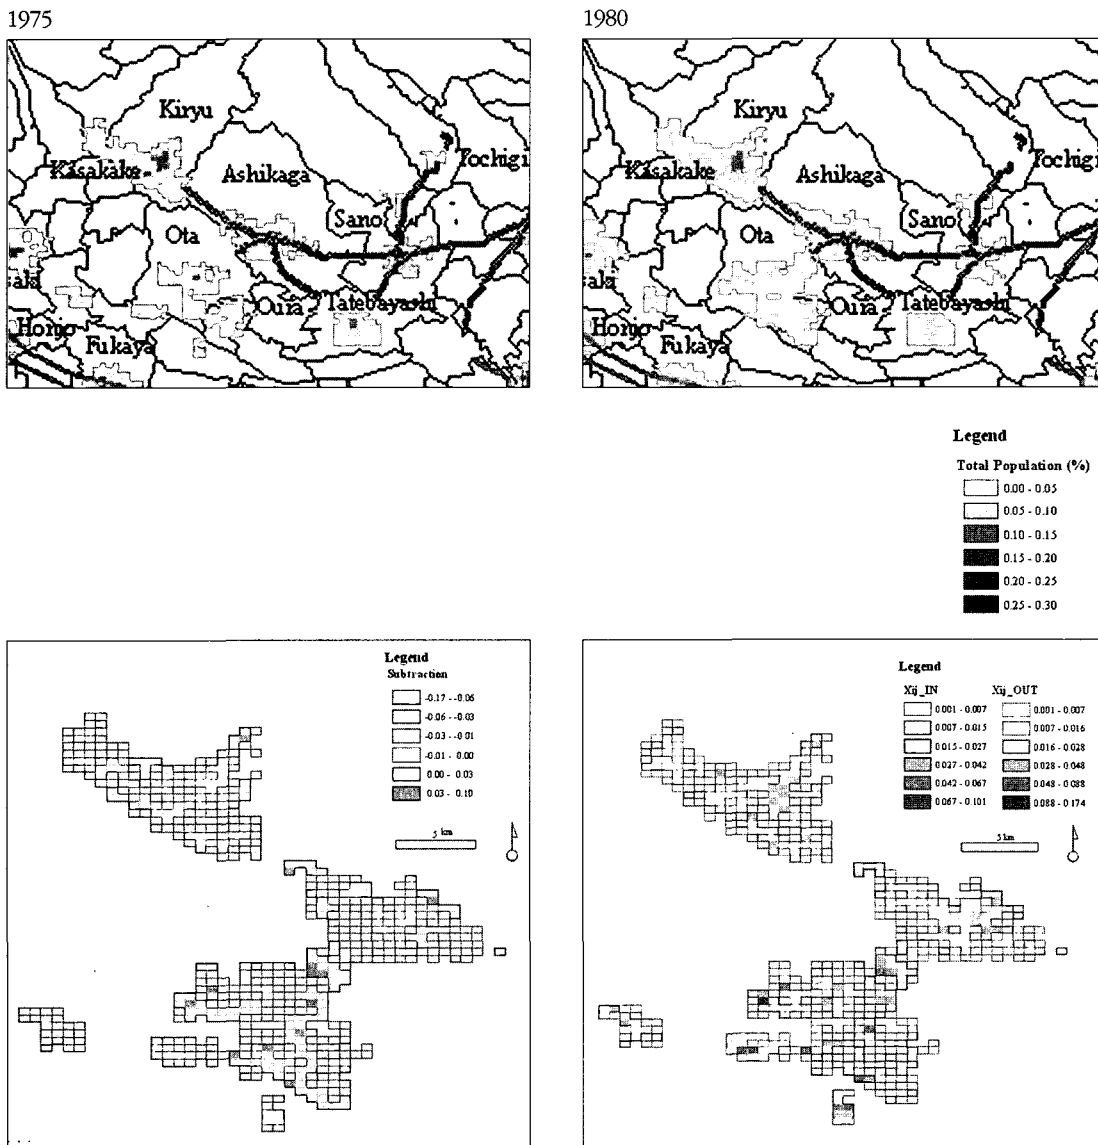 1975
1980
Kiryu
Kasakake
Ashikaga
Tochigi
Sano
Ota
saki
Oura
Tatebayashi
Honjo
Fukaya
Kiryu
Kasakake
Ashikaga
Tochigi
Sano
Ota
saki
Oura
Tatebayashi
Honjo
Fukaya
Legend
Total Population (%)
0.00 - 0.05
0.05 - 0.10
0.10 - 0.15
0.15 - 0.20
0.20 - 0.25
0.25 - 0.30
Legend
Subtraction
-0.17 - -0.06
-0.06 - -0.03
-0.03 - -0.01
-0.01 - 0.00
0.00 - 0.03
0.03 - 0.10
5 km
Legend
Xij_IN Xij_OUT
0.001 - 0.007 0.001 - 0.007
0.007 - 0.015 0.007 - 0.016
0.015 - 0.027 0.016 - 0.028
0.027 - 0.042 0.028 - 0.048
0.042 - 0.067 0.048 - 0.088
0.067 - 0.101 0.088 - 0.174
5 km